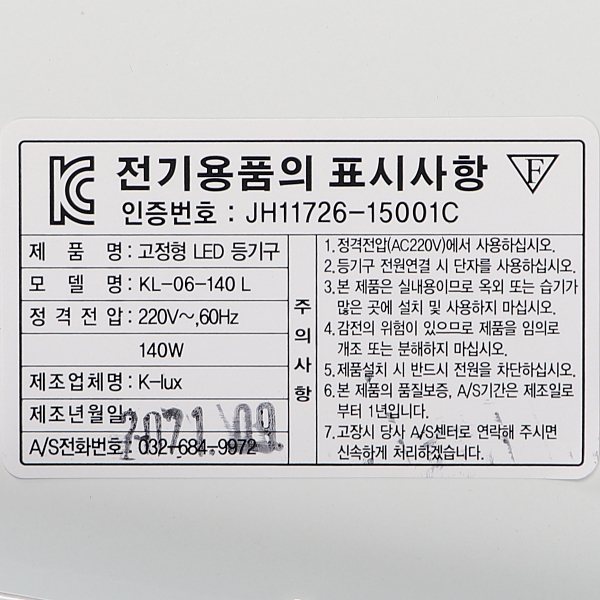 KC 전기용품의 표시사항 F
인증번호 : JH11726-15001C
제 품 명 : 고정형 LED 등기구
모 델 명 : KL-06-140 L
정 격 전 압 : 220V~,60Hz
140W
제조업체명 : K-lux
제조년월일 2021.09.
A/S전화번호 : 032-684-9972
주의사항
1.정격전압(AC220V)에서 사용하십시오.
2.등기구 전원연결 시 단자를 사용하십시오.
3.본 제품은 실내용이므로 옥외 또는 습기가
많은 곳에 설치 및 사용하지 마십시오.
4.감전의 위험이 있으므로 제품을 임의로
개조 또는 분해하지 마십시오.
5.제품설치 시 반드시 전원을 차단하십시오.
6.본 제품의 품질보증, A/S기간은 제조일로
부터 1년입니다.
7.고장시 당사 A/S센터로 연락해 주시면
신속하게 처리하겠습니다.